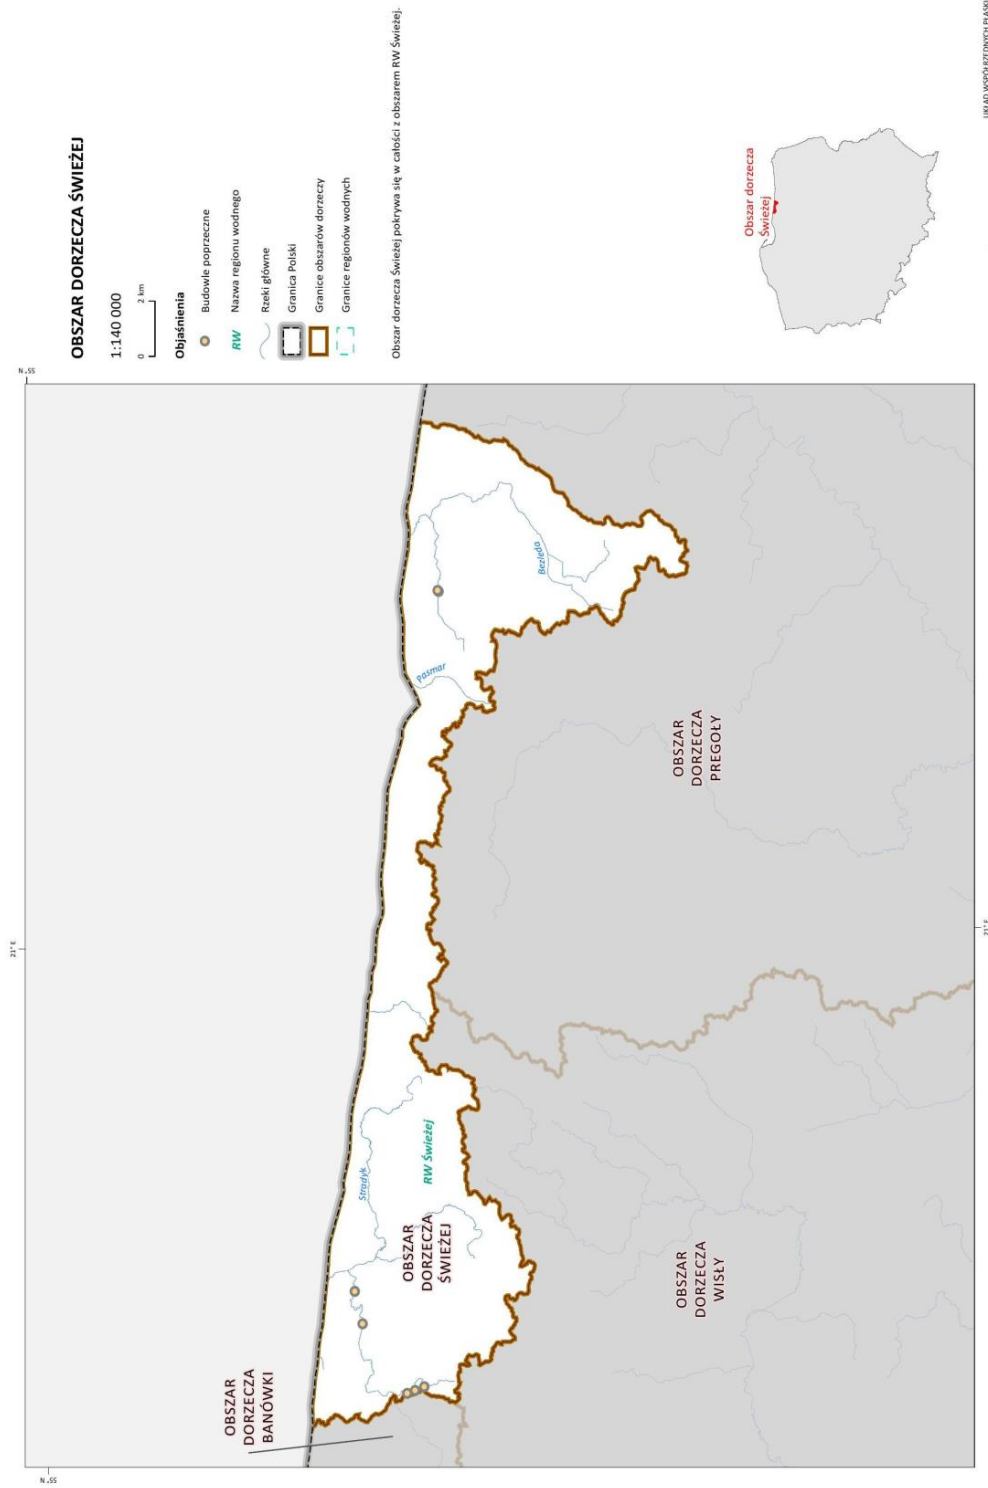 OBSZAR DORZECZA ŚWIEŻEJ
1:140 000
0
2 km
Objaśnienia
Budowle poprzeczne
RW
Nazwa regionu wodnego
Rzeki główne
Granica Polski
Granice obszarów dorzeczy
Granice regionów wodnych
Obszar dorzecza Świeżej pokrywa się w całości z obszarem RW Świeżej.
Obszar dorzecza
Świeżej
21° E
21° E
OBSZAR
DORZECZA
BANÓWKI
Stradyk
RW Świeżej
OBSZAR
DORZECZA
ŚWIEŻEJ
Pasmar
Bezleda
OBSZAR
DORZECZA
WISŁY
OBSZAR
DORZECZA
PREGOŁY
UKŁAD WSPÓŁRZĘDNYCH PŁASKI